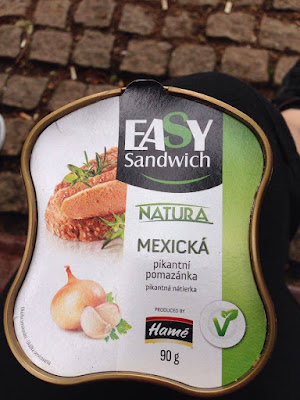 EASY
Sandwich
NATURA
MEXICKÁ
pikantní
pomazánka
pikantná nátierka
PRODUCED BY
Hamé
90 g